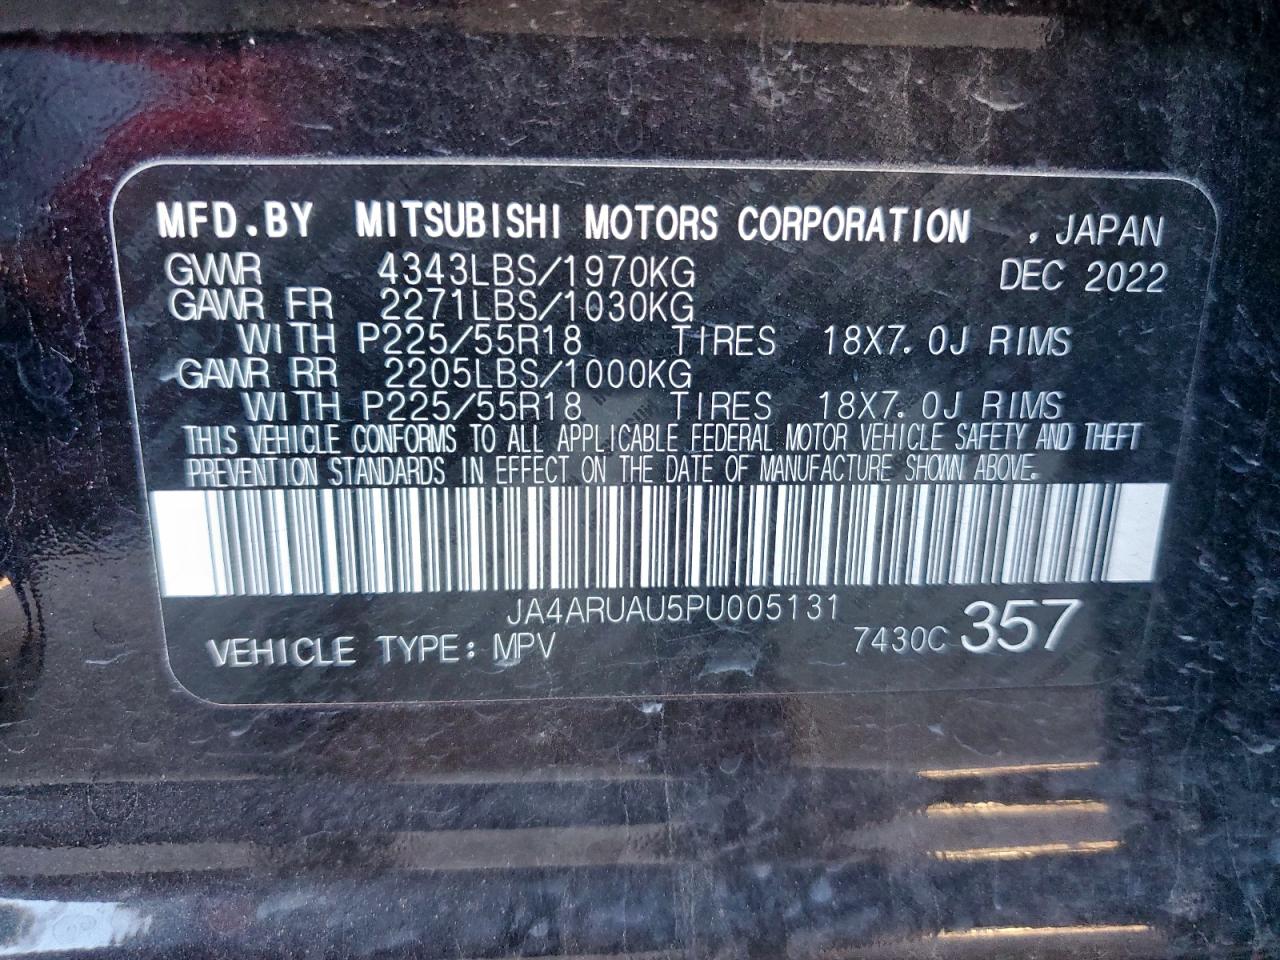 MFD.BY MITSUBISHI MOTORS CORPORATION , JAPAN
GVWR 4343LBS/1970KG DEC 2022
GAWR FR 2271LBS/1030KG
WITH P225/55R18 TIRES 18X7.0J RIMS
GAWR RR 2205LBS/1000KG
WITH P225/55R18 TIRES 18X7.0J RIMS
THIS VEHICLE CONFORMS TO ALL APPLICABLE FEDERAL MOTOR VEHICLE SAFETY AND THEFT
PREVENTION STANDARDS IN EFFECT ON THE DATE OF MANUFACTURE SHOWN ABOVE.
JA4ARUAU5PU005131
VEHICLE TYPE: MPV 7430C 357